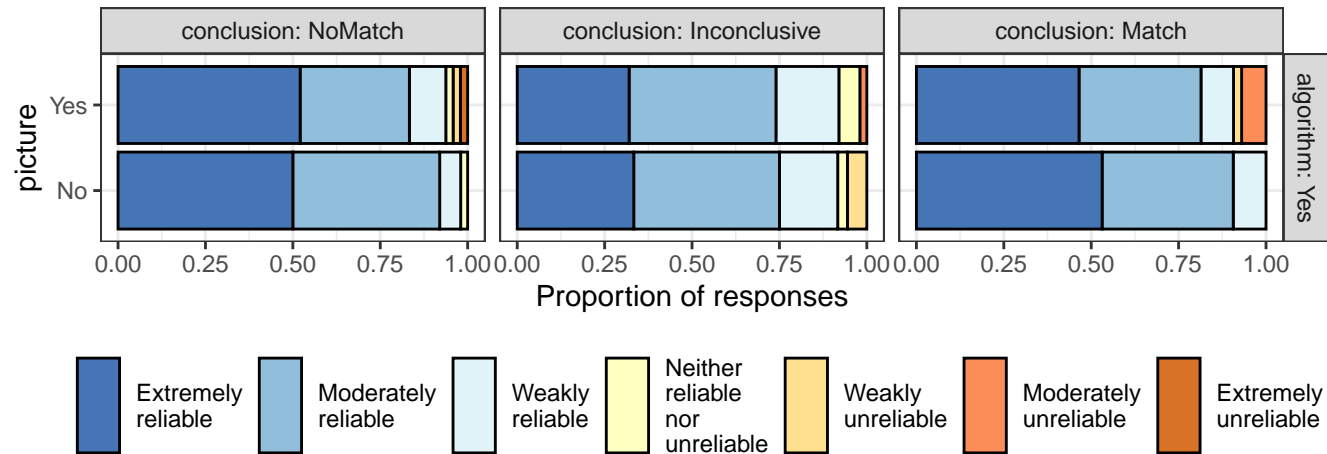 conclusion: NoMatch
conclusion: Inconclusive
conclusion: Match
picture
Yes
No
algorithm: Yes
0.00 0.25 0.50 0.75 1.00
0.00 0.25 0.50 0.75 1.00
0.00 0.25 0.50 0.75 1.00
Proportion of responses
Extremely
reliable
Moderately
reliable
Weakly
reliable
Neither
reliable
nor
unreliable
Weakly
unreliable
Moderately
unreliable
Extremely
unreliable